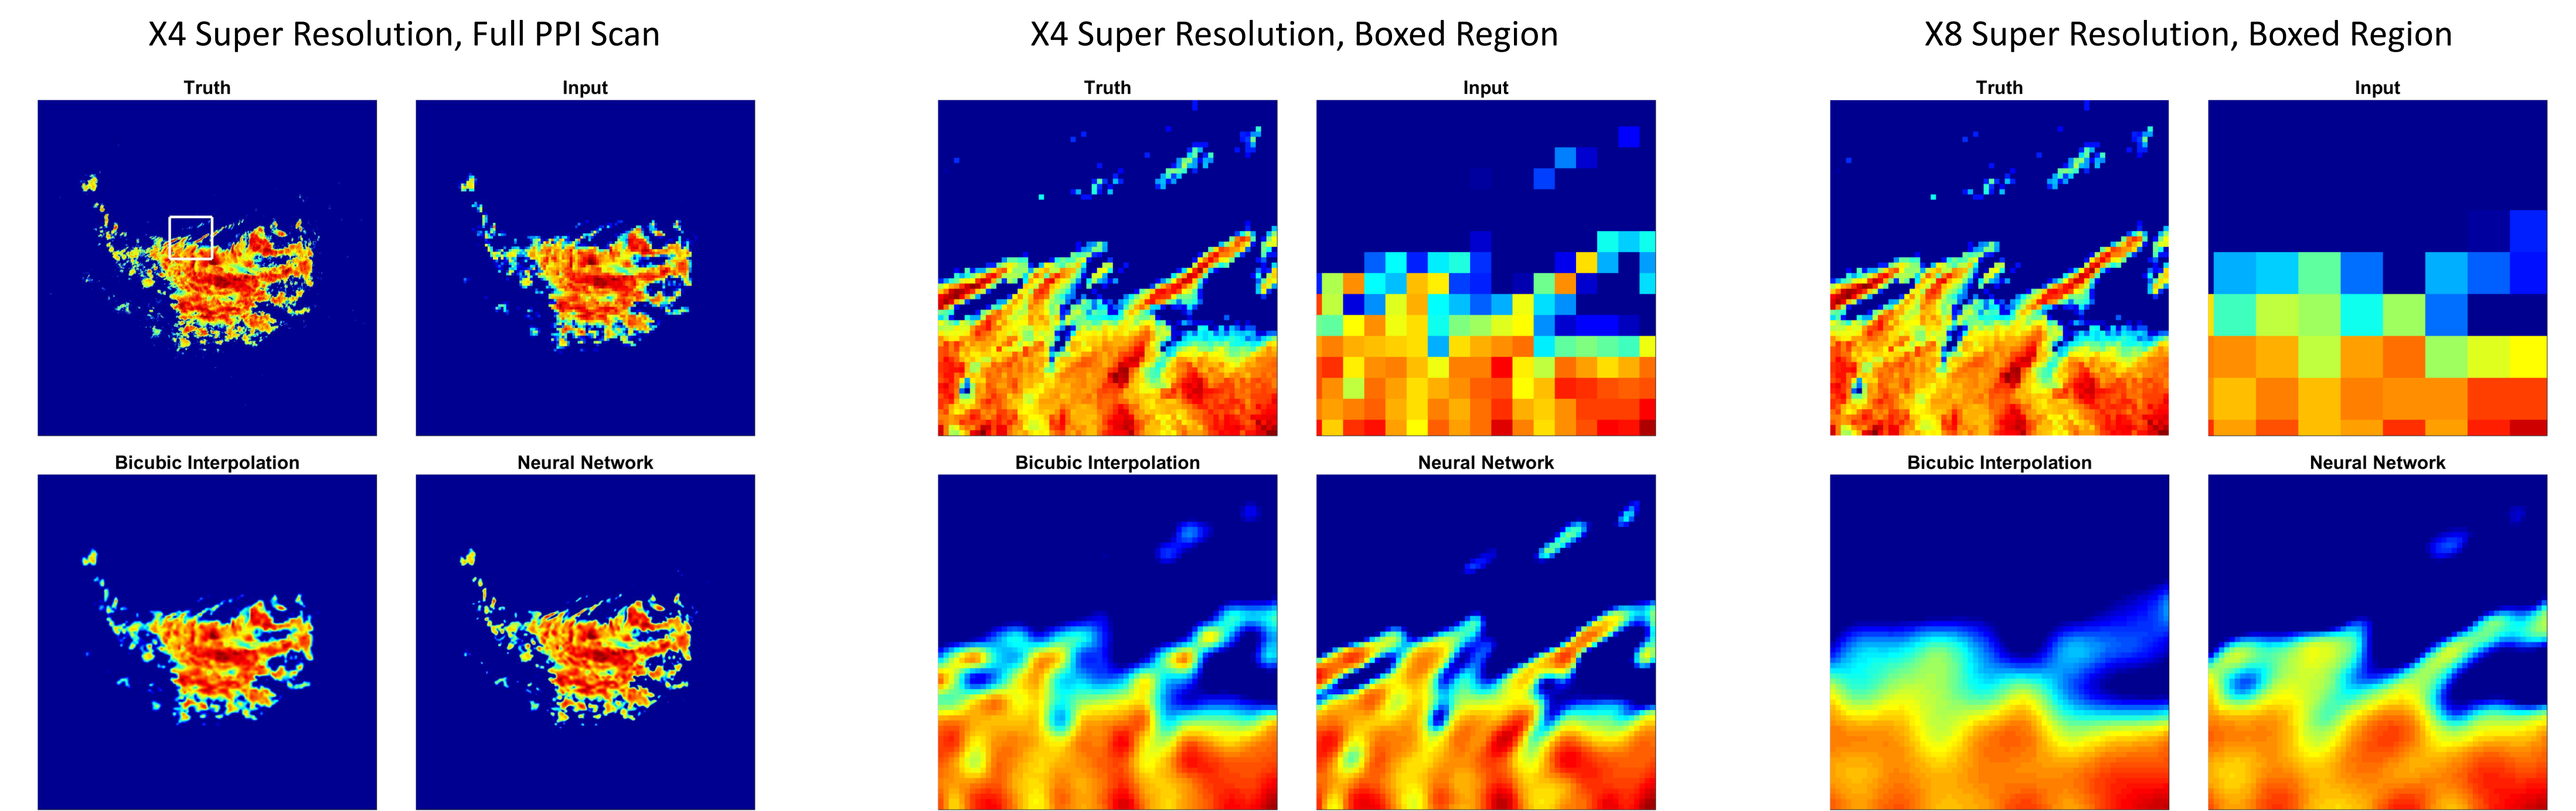 X4 Super Resolution, Full PPI Scan
Truth
Input
Bicubic Interpolation
Neural Network
X4 Super Resolution, Boxed Region
Truth
Input
Bicubic Interpolation
Neural Network
X8 Super Resolution, Boxed Region
Truth
Input
Bicubic Interpolation
Neural Network